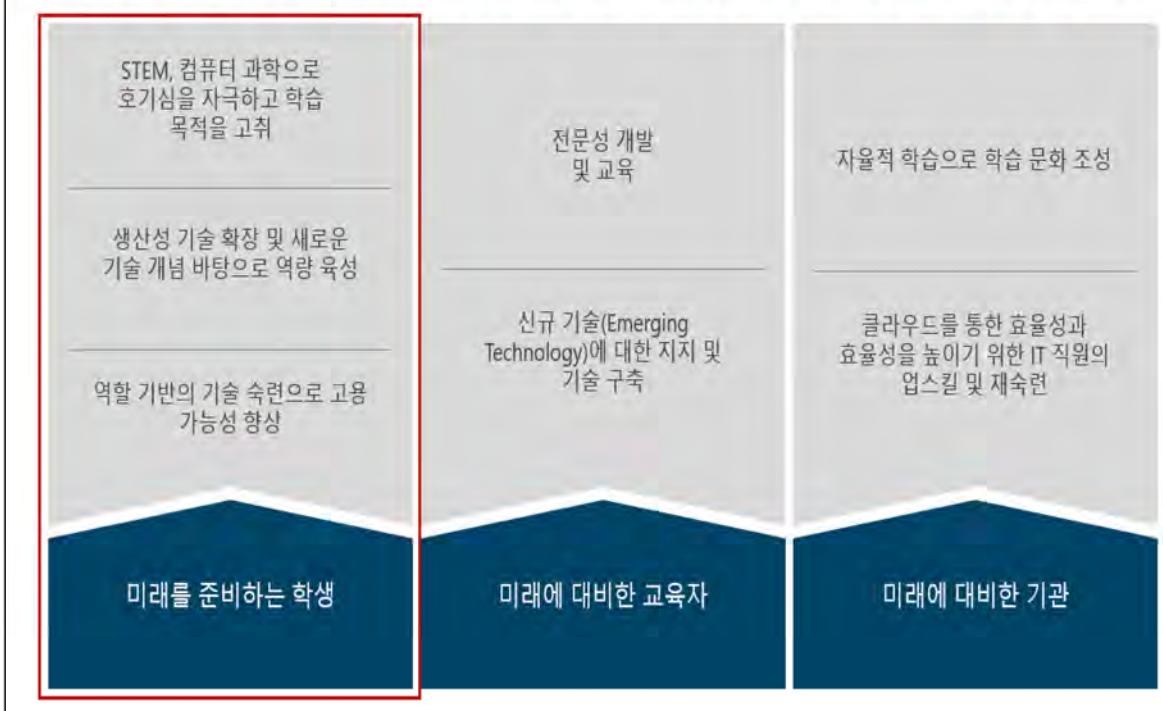 STEM, 컴퓨터 과학으로
호기심을 자극하고 학습
목적을 고취
생산성 기술 확장 및 새로운
기술 개념 바탕으로 역량 육성
역할 기반의 기술 숙련으로 고용
가능성 향상
미래를 준비하는 학생
전문성 개발
및 교육
신규 기술(Emerging
Technology)에 대한 지지 및
기술 구축
미래에 대비한 교육자
자율적 학습으로 학습 문화 조성
클라우드를 통한 효율성과
효율성을 높이기 위한 IT 직원의
업스킬 및 재숙련
미래에 대비한 기관